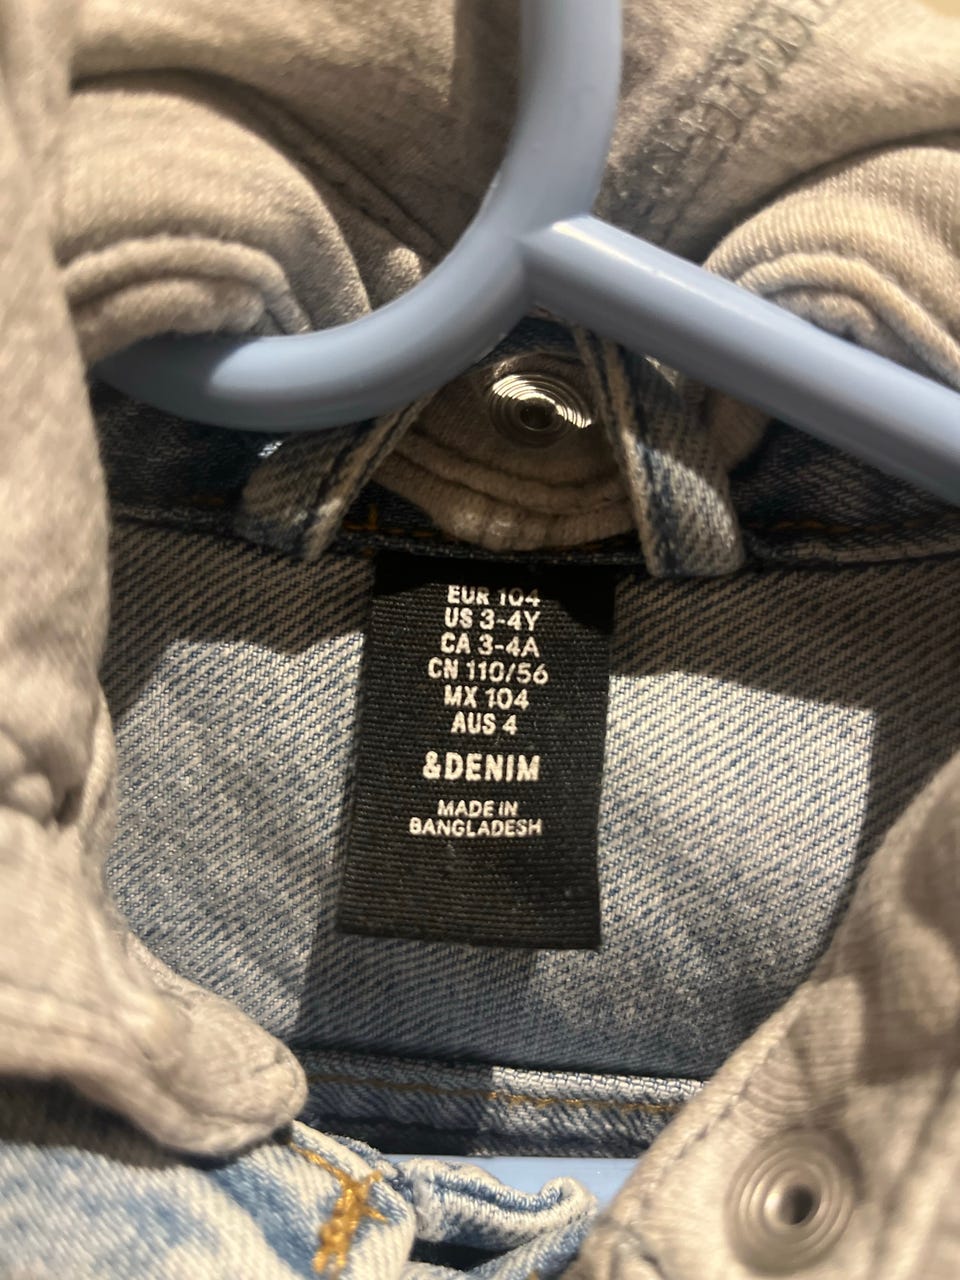 EUR 104
US 3-4Y
CA 3-4A
CN 110/56
MX 104
AUS 4
&DENIM
MADE IN
BANGLADESH